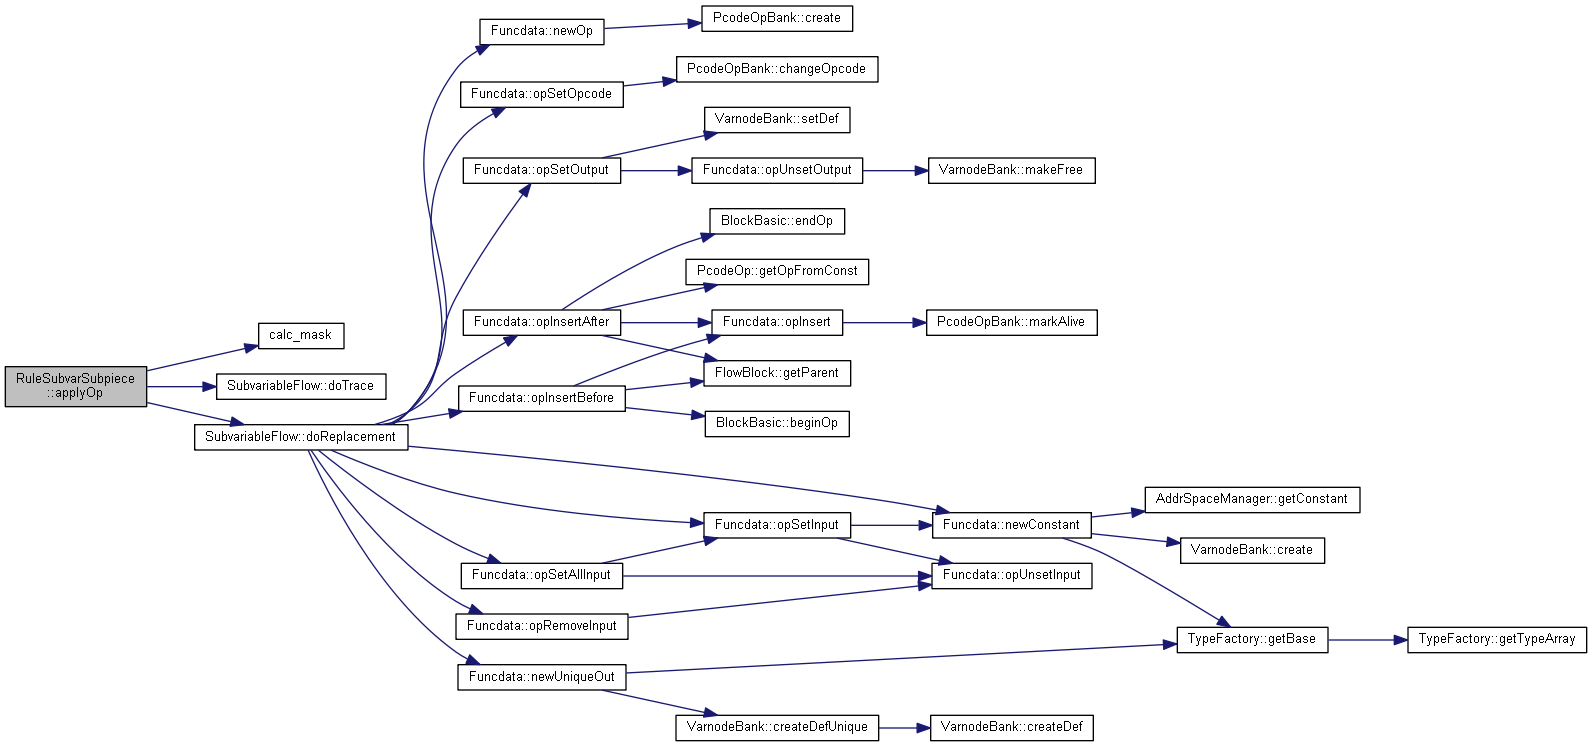 Funcdata::newOp
PcodeOpBank::create
Funcdata::opSetOpcode
PcodeOpBank::changeOpcode
VarnodeBank::setDef
Funcdata::opSetOutput
Funcdata::opUnsetOutput
VarnodeBank::makeFree
BlockBasic::endOp
PcodeOp::getOpFromConst
Funcdata::opInsertAfter
Funcdata::opInsert
PcodeOpBank::markAlive
calc_mask
FlowBlock::getParent
RuleSubvarSubpiece
::applyOp
SubvariableFlow::doTrace
Funcdata::opInsertBefore
BlockBasic::beginOp
SubvariableFlow::doReplacement
AddrSpaceManager::getConstant
Funcdata::opSetInput
Funcdata::newConstant
VarnodeBank::create
Funcdata::opSetAllInput
Funcdata::opUnsetInput
Funcdata::opRemoveInput
TypeFactory::getBase
TypeFactory::getTypeArray
Funcdata::newUniqueOut
VarnodeBank::createDefUnique
VarnodeBank::createDef